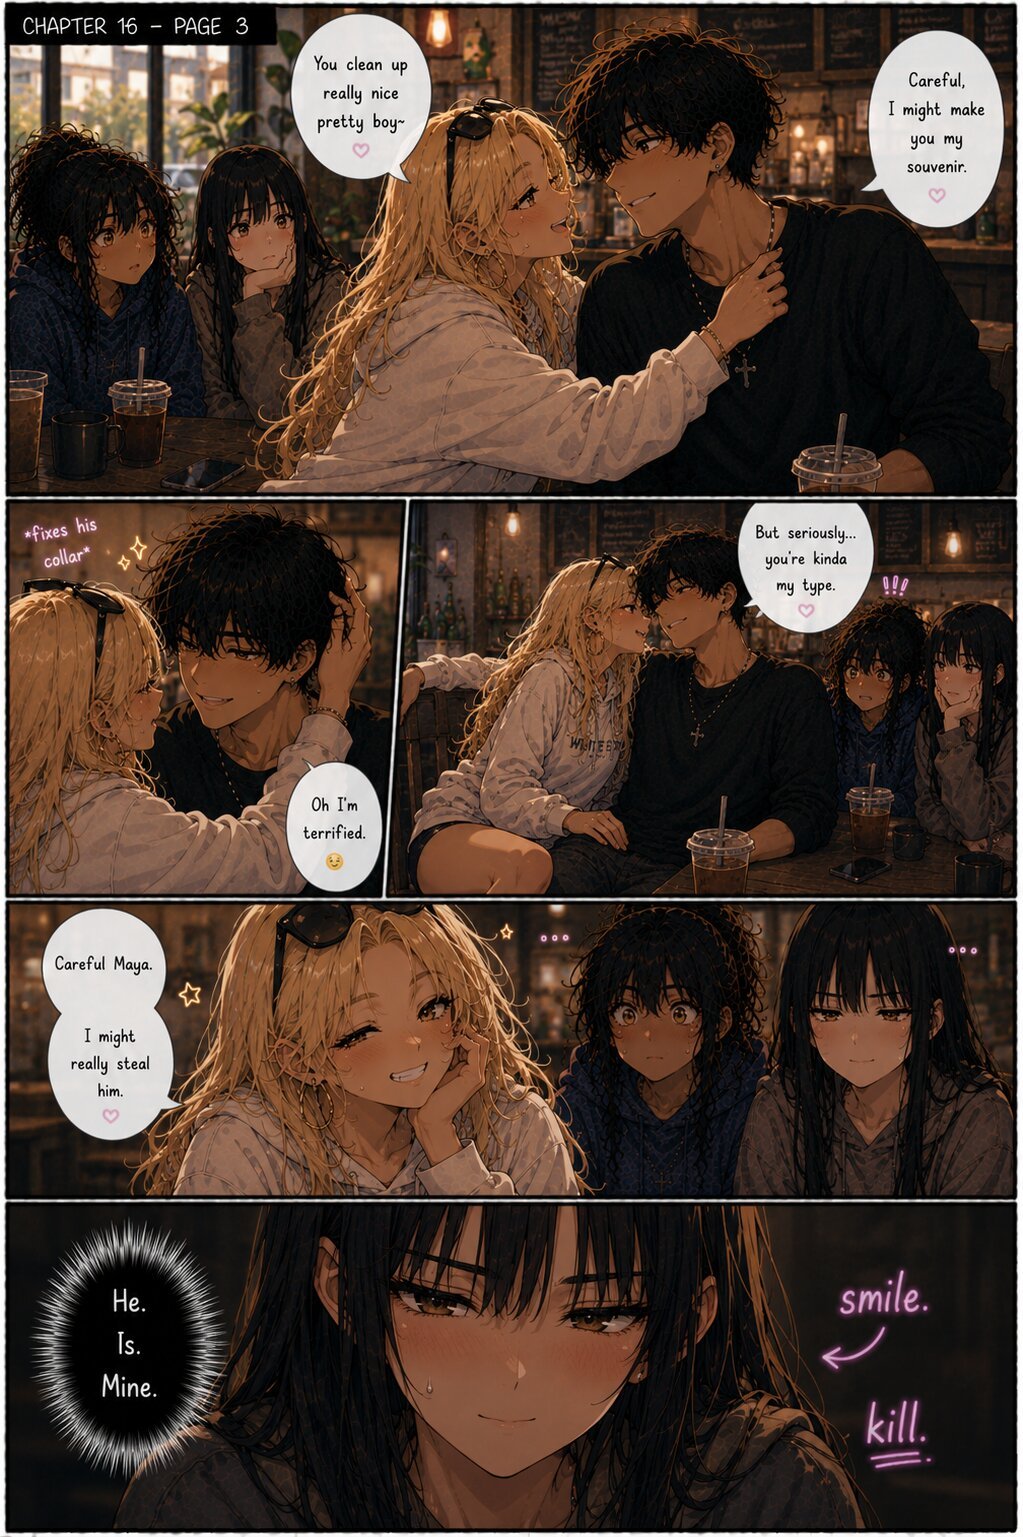 CHAPTER 16 - PAGE 3
You clean up
really nice
pretty boy~
♡
Careful,
I might make
you my
souvenir.
♡
*fixes his
collar*
Oh I'm
terrified.
😉
But seriously...
you're kinda
my type.
♡
!!!
Careful Maya.
I might
really steal
him.
♡
...
...
He.
Is.
Mine.
smile.
kill.